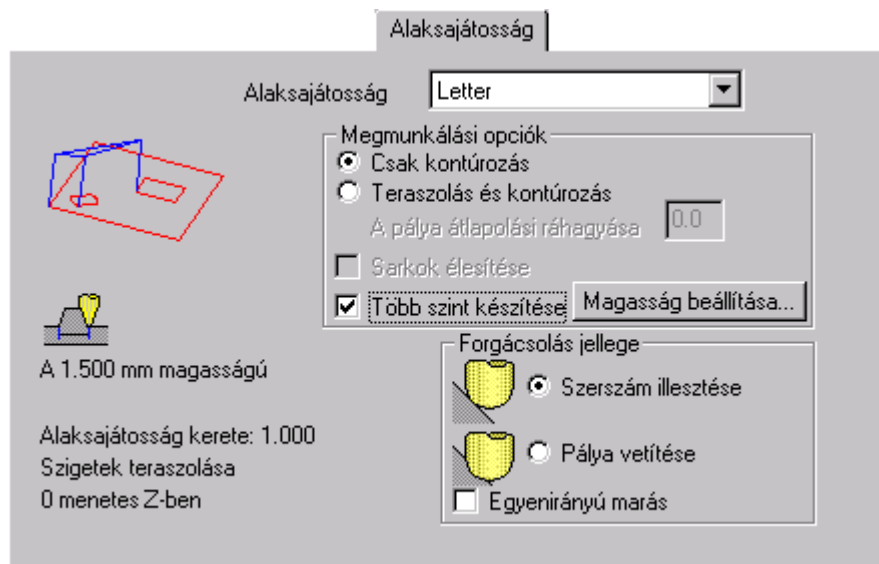 Alaksajátosság
Alaksajátosság Letter
Megmunkálási opciók
Csak kontúrozás
Teraszolás és kontúrozás
A pálya átlapolási ráhagyása 0.0
Sarkok élesítése
Több szint készítése Magasság beállítása...
A 1.500 mm magasságú
Alaksajátosság kerete: 1.000
Szigetek teraszolása
0 menetes Z-ben
Forgácsolás jellege
Szerszám illesztése
Pálya vetítése
Egyenirányú marás